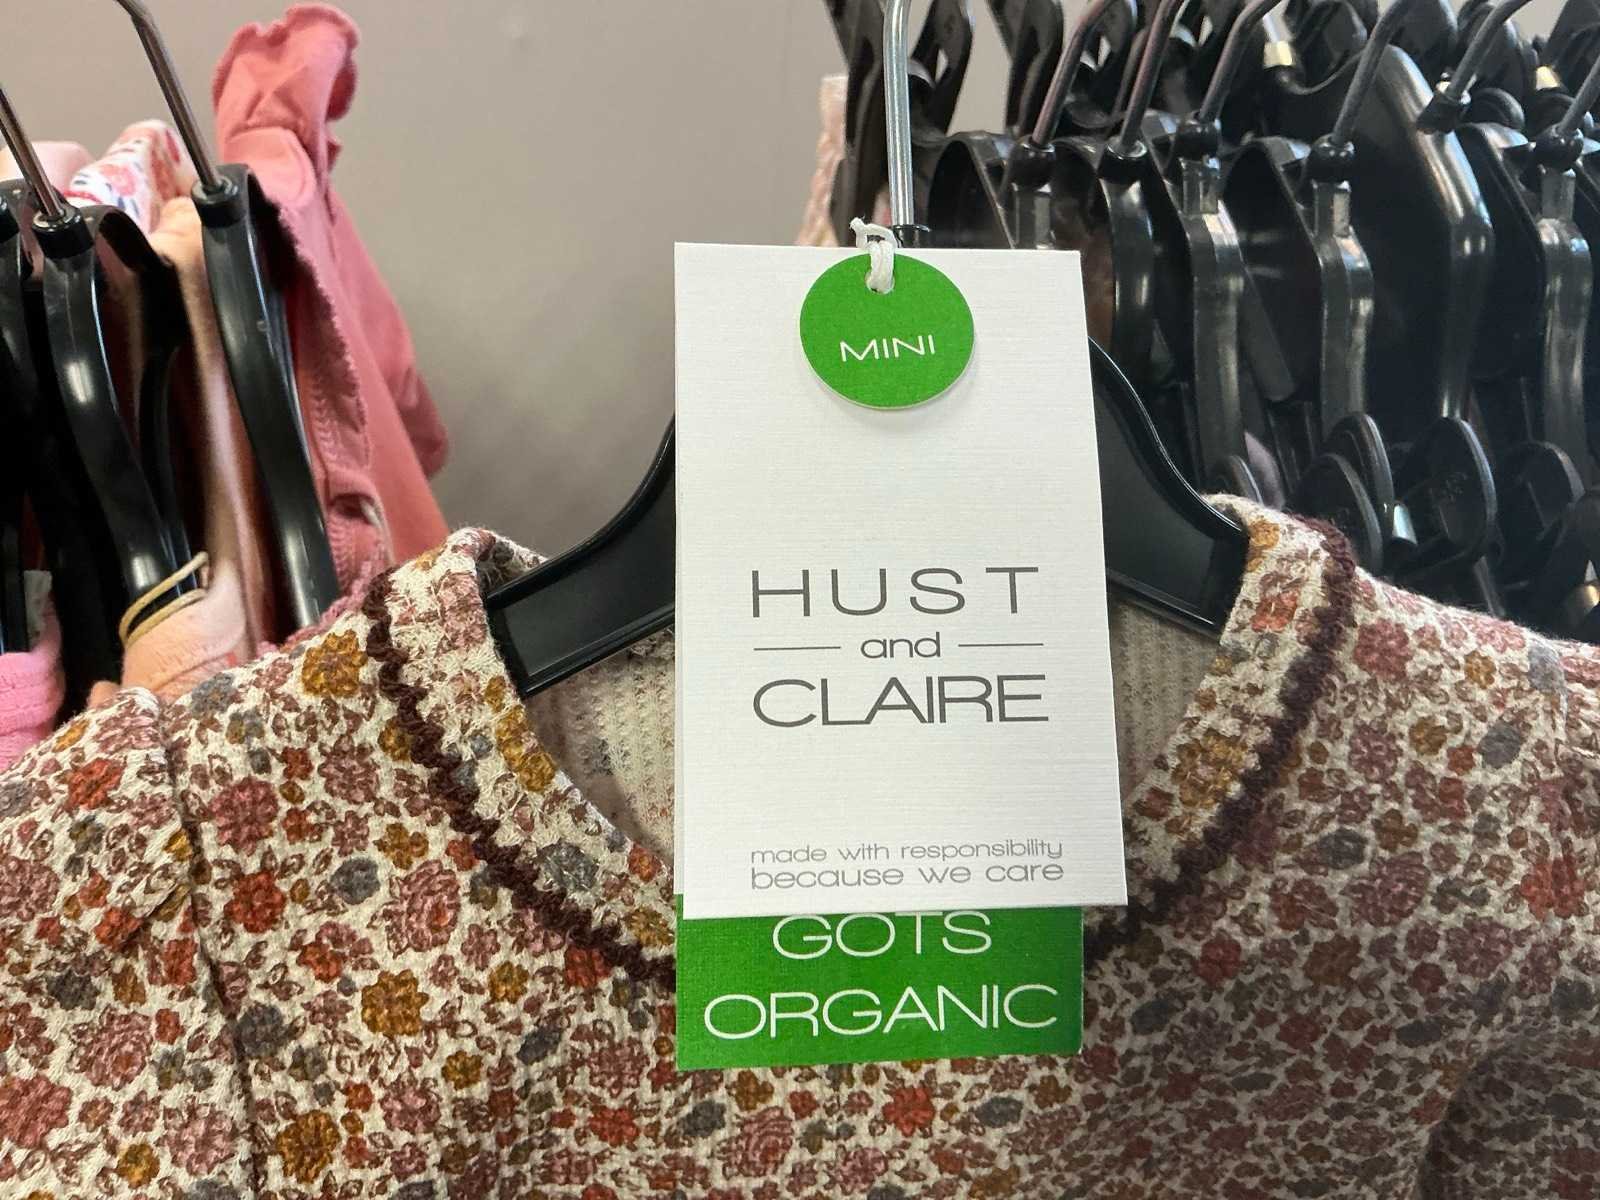 MINI
HUST
and
CLAIRE
made with responsibility
because we care
GOTS
ORGANIC